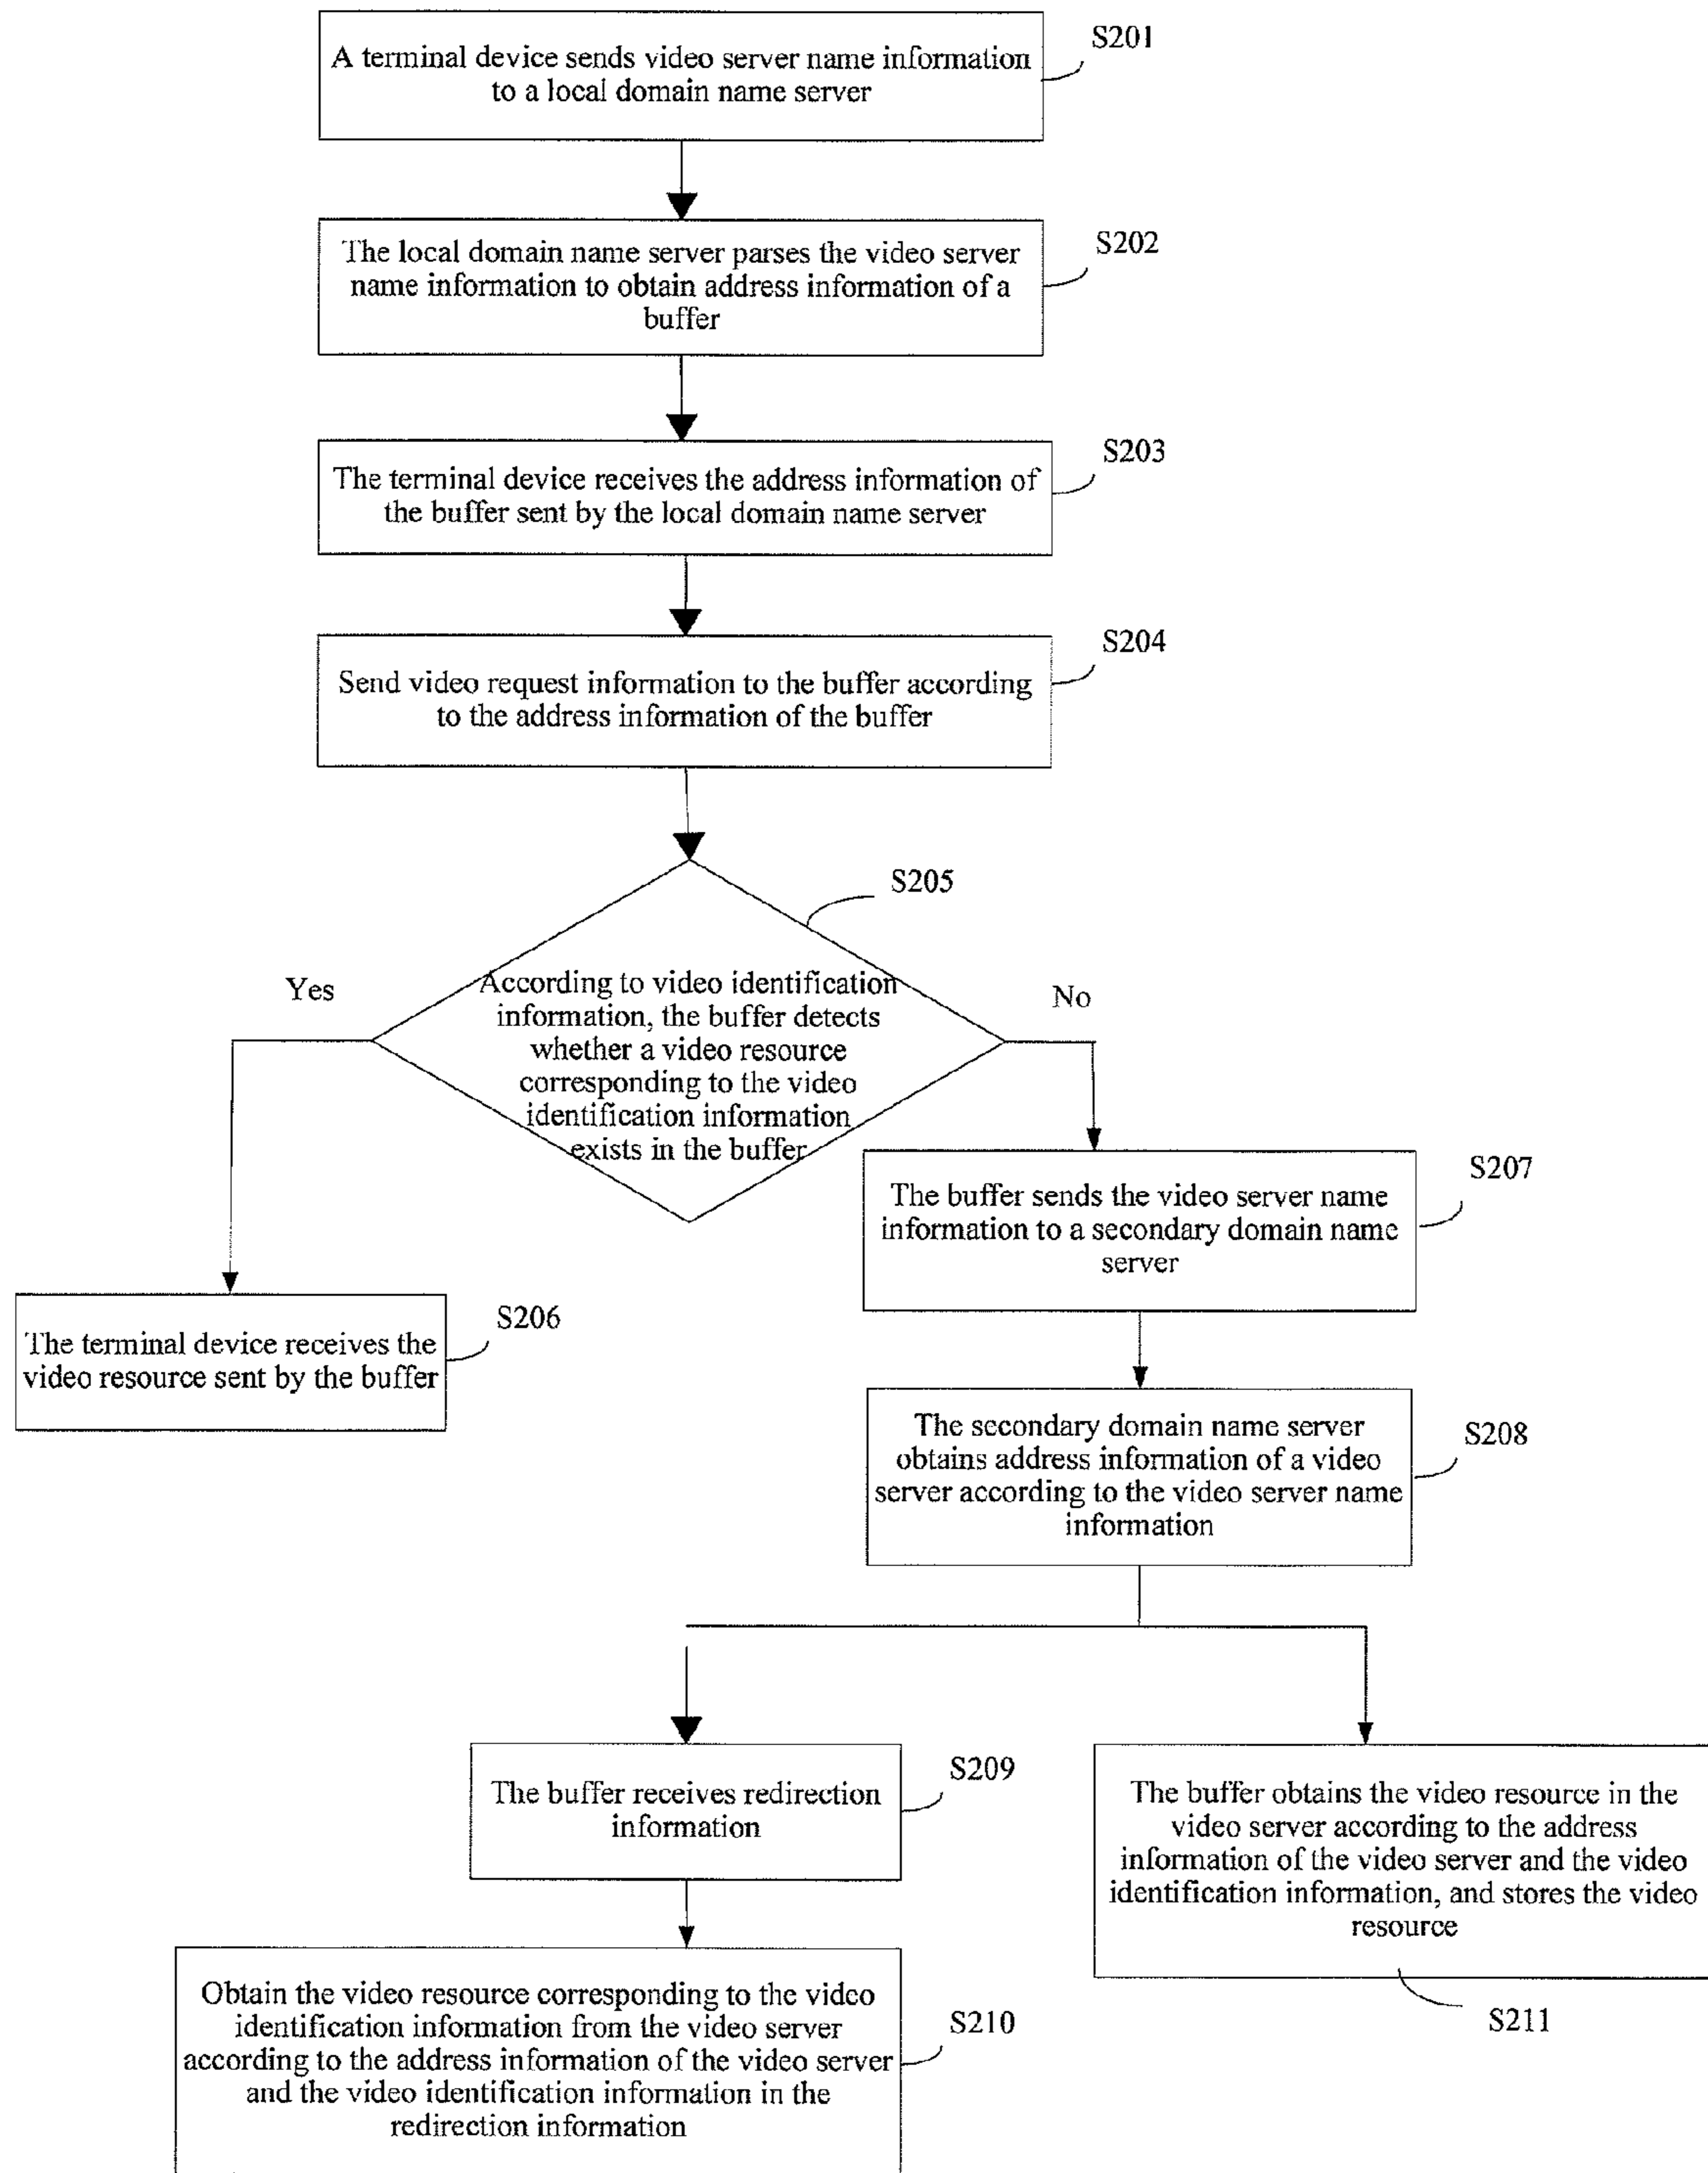 A terminal device sends video server name information
to a local domain name server
S201
The local domain name server parses the video server
name information to obtain address information of a
buffer
S202
The terminal device receives the address information of
the buffer sent by the local domain name server
S203
Send video request information to the buffer according
to the address information of the buffer
S204
S205
According to video identification
information, the buffer detects
whether a video resource
corresponding to the video
identification information
exists in the buffer
Yes
No
The buffer sends the video server name
information to a secondary domain name
server
S207
The terminal device receives the
video resource sent by the buffer
S206
The secondary domain name server
obtains address information of a video
server according to the video server name
information
S208
The buffer receives redirection
information
S209
The buffer obtains the video resource in the
video server according to the address
information of the video server and the video
identification information, and stores the video
resource
S211
Obtain the video resource corresponding to the video
identification information from the video server
according to the address information of the video server
and the video identification information in the
redirection information
S210